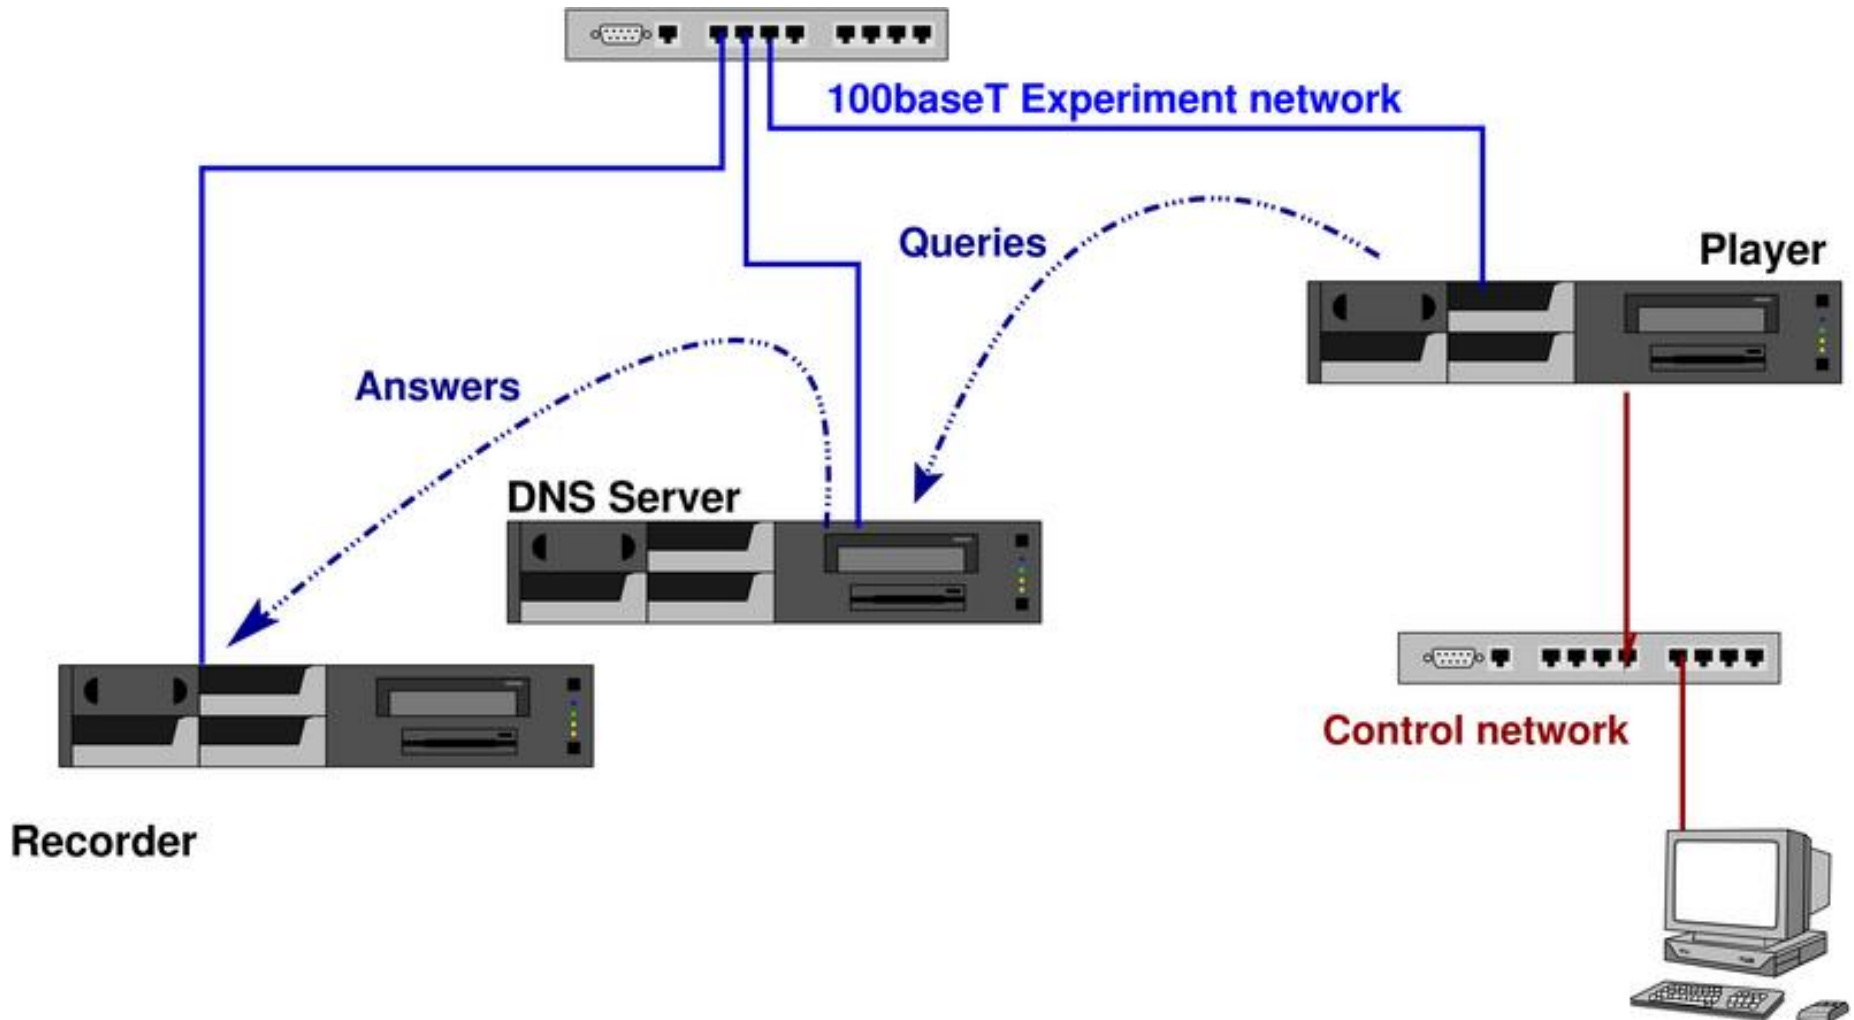 100baseT Experiment network
Queries
Player
Answers
DNS Server
Control network
Recorder